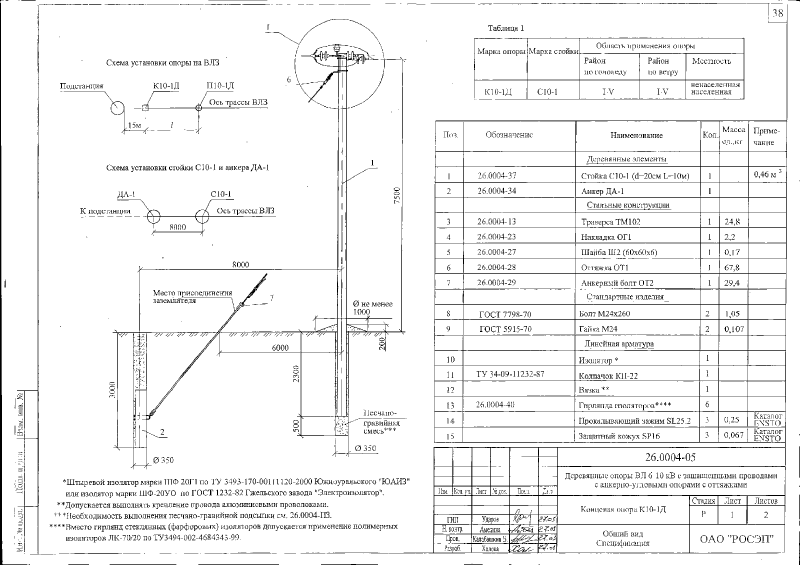 38
Схема установки опоры на ВЛЗ
Подстанция
К10-1Д
П10-1Д
Ось трассы ВЛЗ
15м
l
Схема установки стойки С10-1 и анкера ДА-1
ДА-1
С10-1
К подстанции
Ось трассы ВЛЗ
8000
1
6
1
7500
8000
Место присоединения
заземлителя
7
Ø не менее
1000
6000
200
3000
2300
500
2
Песчано-
гравийная
смесь***
Ø 350
Ø 350
*Штыревой изолятор марки ШФ 20Г1 по ТУ 3493-170-00111120-2000 Южноуральского "ЮАИЗ"
или изолятор марки ШФ-20УО по ГОСТ 1232-82 Гжельского завода "Электроизолятор".
**Допускается выполнять крепление провода алюминиевыми проволоками.
***Необходимость выполнения песчано-гравийной подсыпки см. 26.0004-ПЗ.
****Вместо гирлянд стеклянных (фарфоровых) изоляторов допускается применение полимерных
изоляторов ЛК-70/20 по ТУ3494-002-4684343-99.
Таблица 1
Марка опоры Марка стойки Область применения опоры
Район по гололеду Район по ветру Местность
К10-1Д С10-1 I-V I-V ненаселенная населенная
Поз. Обозначение Наименование Кол. Масса ед.,кг Приме-чание
Деревянные элементы
1 26.0004-37 Стойка С10-1 (d=20см L=10м) 1 0,46 м3
2 26.0004-34 Анкер ДА-1 1
Стальные конструкции
3 26.0004-13 Траверса ТМ102 1 24,8
4 26.0004-23 Накладка ОГ1 1 2,2
5 26.0004-27 Шайба Ш2 (60х60х6) 1 0,17
6 26.0004-28 Оттяжка ОТ1 1 67,8
7 26.0004-29 Анкерный болт ОТ2 1 29,4
Стандартные изделия
8 ГОСТ 7798-70 Болт М24х260 2 1,05
9 ГОСТ 5915-70 Гайка М24 2 0,107
Линейная арматура
10 Изолятор * 1
11 ТУ 34-09-11232-87 Колпачок КП-22 1
12 Вязка ** 1
13 26.0004-40 Гирлянда изоляторов**** 6
14 Прокалывающий зажим SL25.2 3 0,25 Каталог ENSTO
15 Защитный кожух SP16 3 0,067 Каталог ENSTO
26.0004-05
Деревянные опоры ВЛ 6-10 кВ с защищенными проводами
с анкерно-угловыми опорами с оттяжками
Изм. Кол.уч. Лист №док. Подп. Дата
ГИП Ударов
Н. контр. Амелина
Пров. Калабашкин
Разраб. Холова
Концевая опора К10-1Д
Стадия Лист Листов
Р 1 2
Общий вид
Спецификация
ОАО "РОСЭП"
Взам. инв. №
Подп. и дата
Инв. № подл.